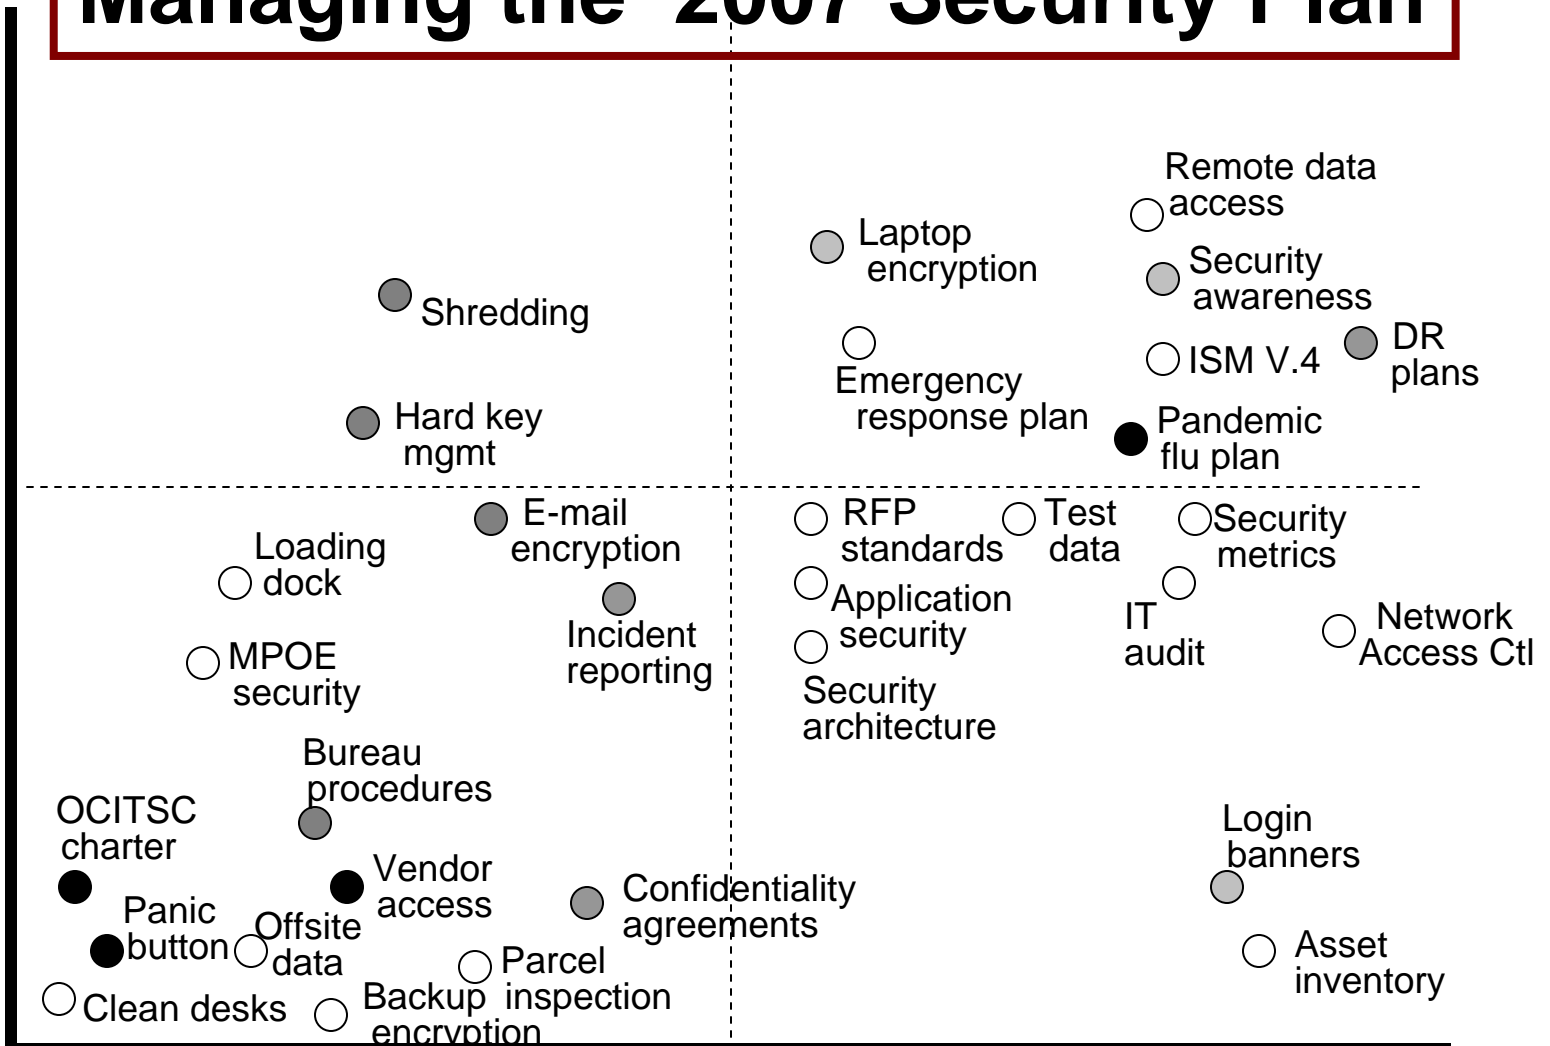 Managing the 2007 Security Plan
Remote data
access
Laptop
encryption
Security
awareness
Shredding
DR
plans
ISM V.4
Emergency
response plan
Hard key
mgmt
Pandemic
flu plan
E-mail
encryption
RFP
standards
Test
data
Security
metrics
Loading
dock
Application
security
Incident
reporting
IT
audit
Network
Access Ctl
MPOE
security
Security
architecture
Bureau
procedures
OCITSC
charter
Login
banners
Vendor
access
Confidentiality
agreements
Panic
button
Offsite
data
Parcel
inspection
Asset
inventory
Clean desks
Backup
encryption